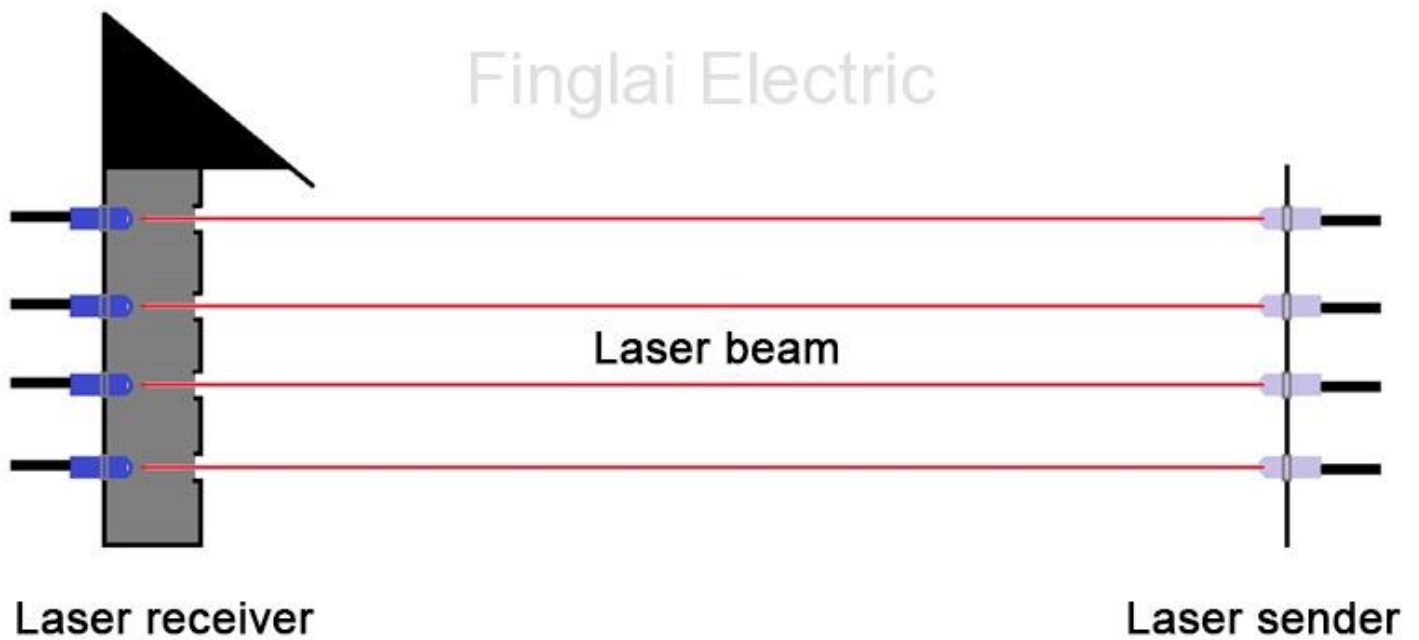 Finglai Electric
Laser beam
Laser receiver
Laser sender